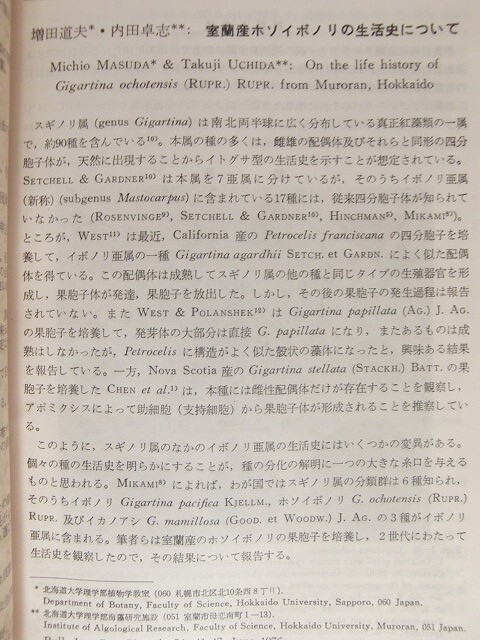 増田道夫*・内田卓志**: 室蘭産ホソイボノリの生活史について
Michio MASUDA* & Takuji UCHIDA**: On the life history of
Gigartina ochotensis (RUPR.) RUPR. from Muroran, Hokkaido
スギノリ属 (genus Gigartina) は南北両半球に広く分布している真正紅藻類の一属
で，約90種を含んでいる10)。本属の種の多くは，雌雄の配偶体及びそれらと同形の四分
胞子体が，天然に出現することからイトグサ型の生活史を示すことが想定されている。
SETCHELL & GARDNER10) は本属を7亜属に分けているが，そのうちイボノリ亜属
(新称) (subgenus Mastocarpus) に含まれている17種には，従来四分胞子体が知られて
いなかった (ROSENVINGE9), SETCHELL & GARDNER10), HINCHMAN5), MIKAMI8))。
ところが，WEST11) は最近，California 産の Petrocelis franciscana の四分胞子を培
養して，イボノリ亜属の一種 Gigartina agardhii SETCH. et GARDN. によく似た配偶
体を得ている。この配偶体は成熟してスギノリ属の他の種と同じタイプの生殖器官を形
成し，果胞子体が発達，果胞子を放出した。しかし，その後の果胞子の発生過程は報告
されていない。また WEST & POLANSHEK12) は Gigartina papillata (AG.) J. AG.
の果胞子を培養して，発芽体の大部分は直接 G. papillata になり，またあるものは成
熟はしなかったが，Petrocelis に構造がよく似た殻状の藻体になったと，興味ある結果
を報告している。一方，Nova Scotia 産の Gigartina stellata (STACKH.) BATT. の果
胞子を培養した CHEN et al.1) は，本種には雌性配偶体だけが存在することを観察し，
アポミクシスによって助細胞 (支持細胞) から果胞子体が形成されることを推察してい
る。
このように，スギノリ属のなかのイボノリ亜属の生活史にはいくつかの変異がある。
個々の種の生活史を明らかにすることが，種の分化の解明に一つの大きな糸口を与える
ものと思われる。MIKAMI8) によれば，わが国ではスギノリ属の分類群は6種知られ，
そのうちイボノリ Gigartina pacifica KJELLM., ホソイボノリ G. ochotensis (RUPR.)
RUPR. 及びイカノアシ G. mamillosa (GOOD. et WOODW.) J. AG. の3種がイボノリ
亜属に含まれる。筆者らは室蘭産のホソイボノリの果胞子を培養し，2世代にわたって
生活史を観察したので，その結果について報告する。
* 北海道大学理学部植物学教室 (060 札幌市北区北10条西8丁目).
Department of Botany, Faculty of Science, Hokkaido University, Sapporo, 060 Japan.
** 北海道大学理学部海藻研究施設 (051 室蘭市母恋南町1—13).
Institute of Algological Research, Faculty of Science, Hokkaido University, Muroran, 051 Japan.